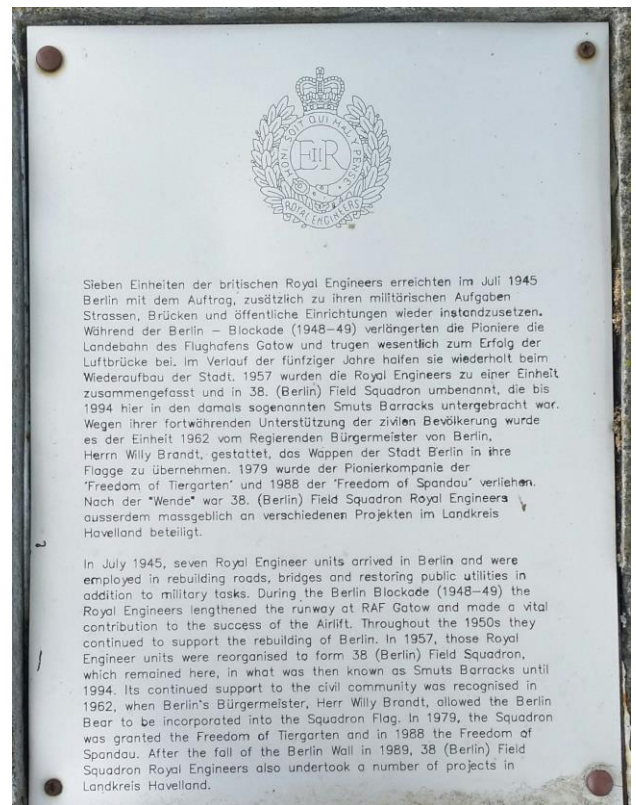 HONI SOIT QUI MAL Y PENSE
EIIR
ROYAL ENGINEERS
Sieben Einheiten der britischen Royal Engineers erreichten im Juli 1945
Berlin mit dem Auftrag, zusätzlich zu ihren militärischen Aufgaben
Strassen, Brücken und öffentliche Einrichtungen wieder instandzusetzen.
Während der Berlin – Blockade (1948–49) verlängerten die Pioniere die
Landebahn des Flughafens Gatow und trugen wesentlich zum Erfolg der
Luftbrücke bei. Im Verlauf der fünfziger Jahre halfen sie wiederholt beim
Wiederaufbau der Stadt. 1957 wurden die Royal Engineers zu einer Einheit
zusammengefasst und in 38. (Berlin) Field Squadron umbenannt, die bis
1994 hier in den damals sogenannten Smuts Barracks untergebracht war.
Wegen ihrer fortwährenden Unterstützung der zivilen Bevölkerung wurde
es der Einheit 1962 vom Regierenden Bürgermeister von Berlin,
Herrn Willy Brandt, gestattet, das Wappen der Stadt Berlin in ihre
Flagge zu übernehmen. 1979 wurde der Pionierkompanie der
'Freedom of Tiergarten' und 1988 der 'Freedom of Spandau' verliehen.
Nach der "Wende" war 38. (Berlin) Field Squadron Royal Engineers
ausserdem massgeblich an verschiedenen Projekten im Landkreis
Havelland beteiligt.
In July 1945, seven Royal Engineer units arrived in Berlin and were
employed in rebuilding roads, bridges and restoring public utilities in
addition to military tasks. During the Berlin Blockade (1948–49) the
Royal Engineers lengthened the runway at RAF Gatow and made a vital
contribution to the success of the Airlift. Throughout the 1950s they
continued to support the rebuilding of Berlin. In 1957, those Royal
Engineer units were reorganised to form 38 (Berlin) Field Squadron,
which remained here, in what was then known as Smuts Barracks until
1994. Its continued support to the civil community was recognised in
1962, when Berlin's Bürgermeister, Herr Willy Brandt, allowed the Berlin
Bear to be incorporated into the Squadron Flag. In 1979, the Squadron
was granted the Freedom of Tiergarten and in 1988 the Freedom of
Spandau. After the fall of the Berlin Wall in 1989, 38 (Berlin) Field
Squadron Royal Engineers also undertook a number of projects in
Landkreis Havelland.